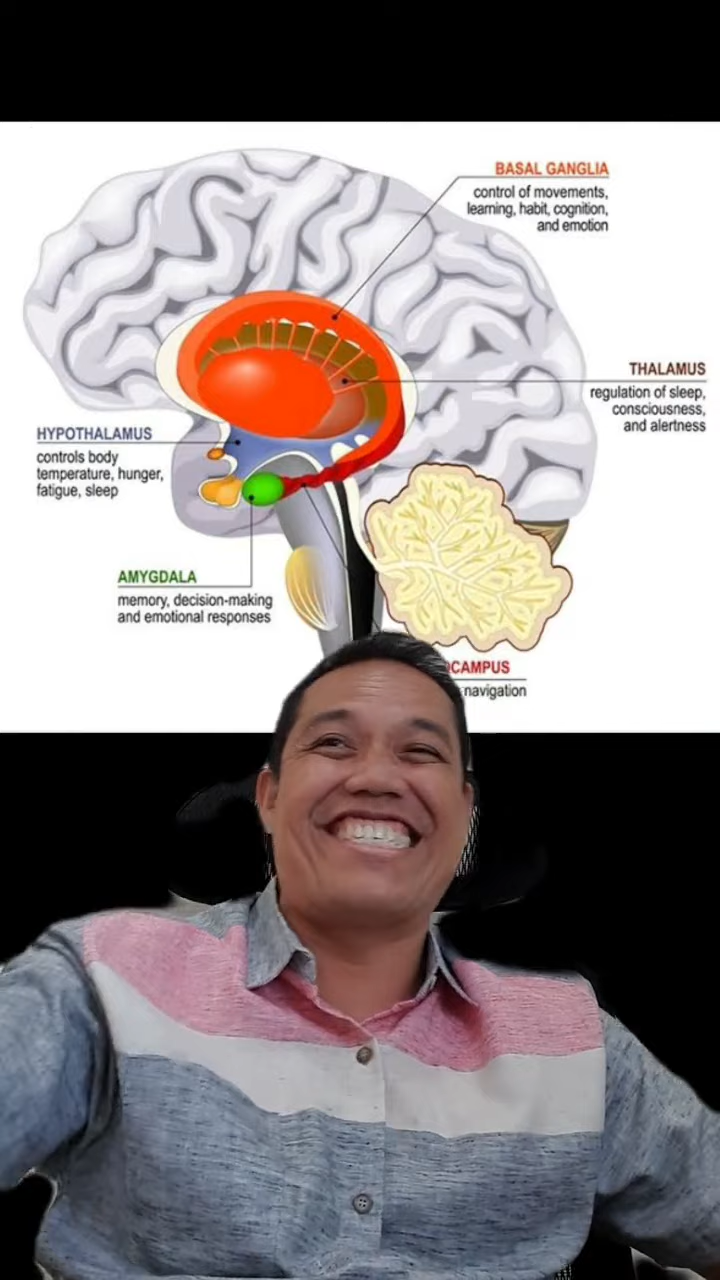 BASAL GANGLIA
control of movements,
learning, habit, cognition,
and emotion
THALAMUS
regulation of sleep,
consciousness,
and alertness
HYPOTHALAMUS
controls body
temperature, hunger,
fatigue, sleep
AMYGDALA
memory, decision-making
and emotional responses
CAMPUS
navigation